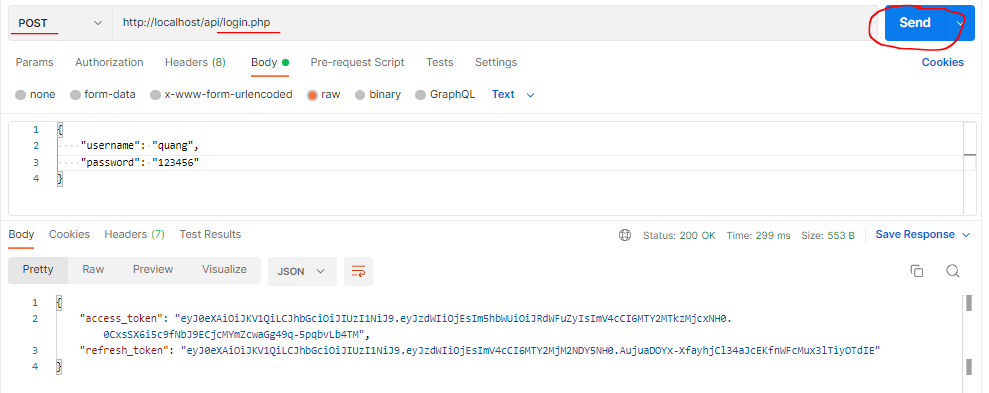 POST http://localhost/api/login.php Send
Params Authorization Headers (8) Body Pre-request Script Tests Settings Cookies
none form-data x-www-form-urlencoded raw binary GraphQL Text
1 {
2 "username": "quang",
3 "password": "123456"
4 }
Body Cookies Headers (7) Test Results Status: 200 OK Time: 299 ms Size: 553 B Save Response
Pretty Raw Preview Visualize JSON
1 {
2 "access_token": "eyJ0eXAiOiJKV1QiLCJhbGciOiJIUzI1NiJ9.eyJzdWIiOjEsIm5hbWUiOiJRdWFuZyIsImV4cCI6MTY2MTkzMjcxNH0.
0CxsSX6i5c9fNbJ9ECjcMYmZcwaGg49q-5pqbvLb4TM",
3 "refresh_token": "eyJ0eXAiOiJKV1QiLCJhbGciOiJIUzI1NiJ9.eyJzdWIiOjEsImV4cCI6MTY2MjM2NDY5NH0.AujuaDOYx-XfayhjCl34aJcEKfnWFcMux3lTiyOTdIE"
4 }